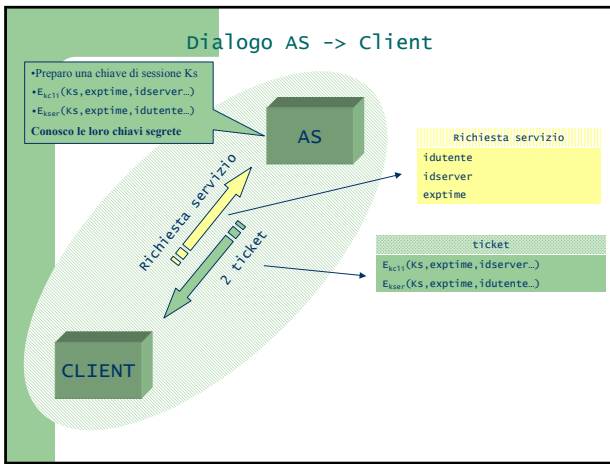 Dialogo AS -> Client
•Preparo una chiave di sessione Ks
•Ekcli(Ks,exptime,idserver…)
•Ekser(Ks,exptime,idutente…)
Conosco le loro chiavi segrete
AS
Richiesta servizio
idutente
idserver
exptime
Richiesta servizio
2 ticket
ticket
Ekcli(Ks,exptime,idserver…)
Ekser(Ks,exptime,idutente…)
CLIENT